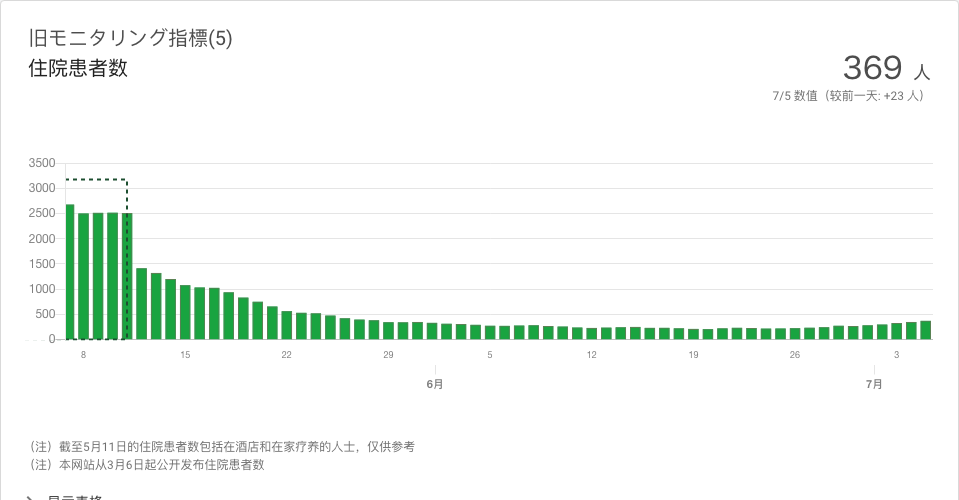 旧モニタリング指標(5)
住院患者数
369 人
7/5 数值（较前一天: +23 人）
3500
3000
2500
2000
1500
1000
500
0
8 15 22 29 5 12 19 26 3
6月 7月
（注）截至5月11日的住院患者数包括在酒店和在家疗养的人士，仅供参考
（注）本网站从3月6日起公开发布住院患者数